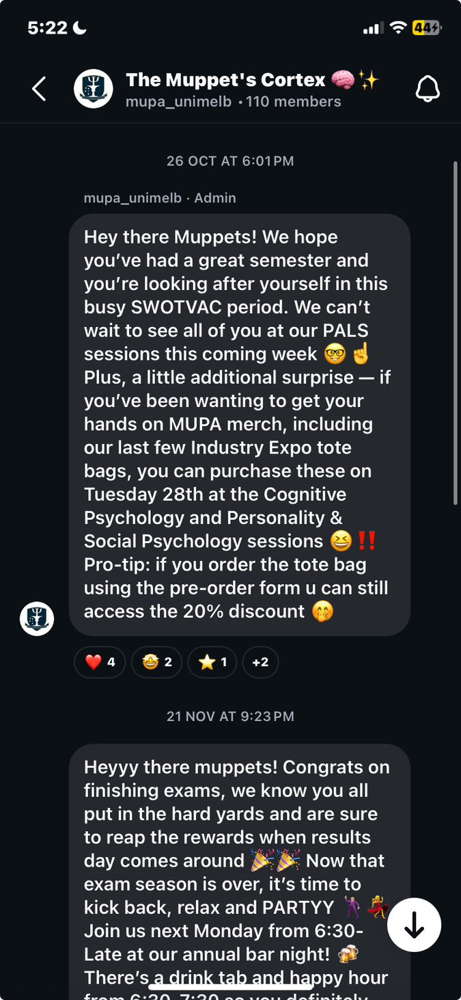 5:22
44
The Muppet's Cortex 🧠✨
mupa_unimelb • 110 members
26 OCT AT 6:01 PM
mupa_unimelb · Admin
Hey there Muppets! We hope
you've had a great semester and
you're looking after yourself in this
busy SWOTVAC period. We can't
wait to see all of you at our PALS
sessions this coming week 🤓☝️
Plus, a little additional surprise — if
you've been wanting to get your
hands on MUPA merch, including
our last few Industry Expo tote
bags, you can purchase these on
Tuesday 28th at the Cognitive
Psychology and Personality &
Social Psychology sessions 😆‼️
Pro-tip: if you order the tote bag
using the pre-order form u can still
access the 20% discount 🤭
❤️ 4 🤩 2 ⭐ 1 +2
21 NOV AT 9:23 PM
Heyyy there muppets! Congrats on
finishing exams, we know you all
put in the hard yards and are sure
to reap the rewards when results
day comes around 🎉🎉 Now that
exam season is over, it's time to
kick back, relax and PARTYY 🕺💃
Join us next Monday from 6:30-
Late at our annual bar night! 🍻
There's a drink tab and happy hour
from 6:30-7:30 so you definitely